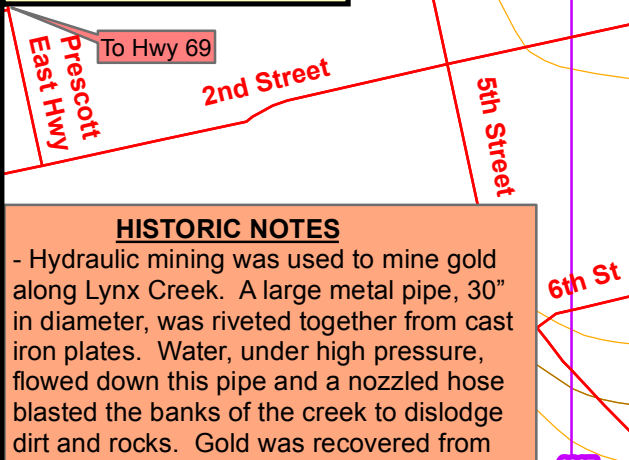 To Hwy 69
Prescott
East Hwy
2nd Street
5th Street
HISTORIC NOTES
- Hydraulic mining was used to mine gold
along Lynx Creek.  A large metal pipe, 30”
in diameter, was riveted together from cast
iron plates.  Water, under high pressure,
flowed down this pipe and a nozzled hose
blasted the banks of the creek to dislodge
dirt and rocks.  Gold was recovered from
6th St